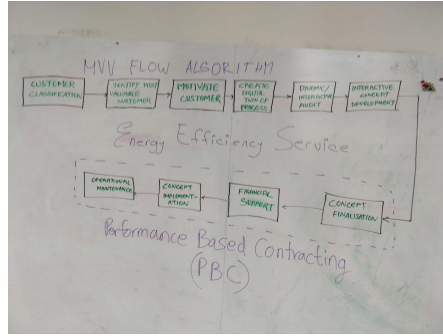 MVV FLOW ALGORITHM
CUSTOMER
CLASSIFICATION
IDENTIFY MOST
VALUABLE
CUSTOMER
MOTIVATE
CUSTOMER
CREATE
DIGITAL
TWIN OF
PROCESS
DYNAMIC/
INTERACTIVE
AUDIT
INTERACTIVE
CONCEPT
DEVELOPMENT
Energy Efficiency Service
OPERATIONAL
MAINTENANCE
CONCEPT
IMPLEMENT-
ATION
FINANCIAL
SUPPORT
CONCEPT
FINALISATION
Performance Based Contracting
(PBC)